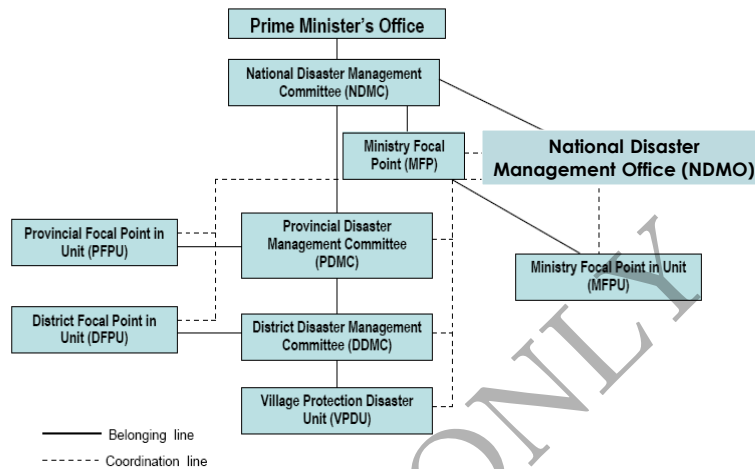 Prime Minister's Office
National Disaster Management
Committee (NDMC)
Ministry Focal
Point (MFP)
National Disaster
Management Office (NDMO)
Provincial Focal Point in
Unit (PFPU)
Provincial Disaster
Management Committee
(PDMC)
Ministry Focal Point in Unit
(MFPU)
District Focal Point in
Unit (DFPU)
District Disaster Management
Committee (DDMC)
Village Protection Disaster
Unit (VPDU)
Belonging line
Coordination line
ONLY